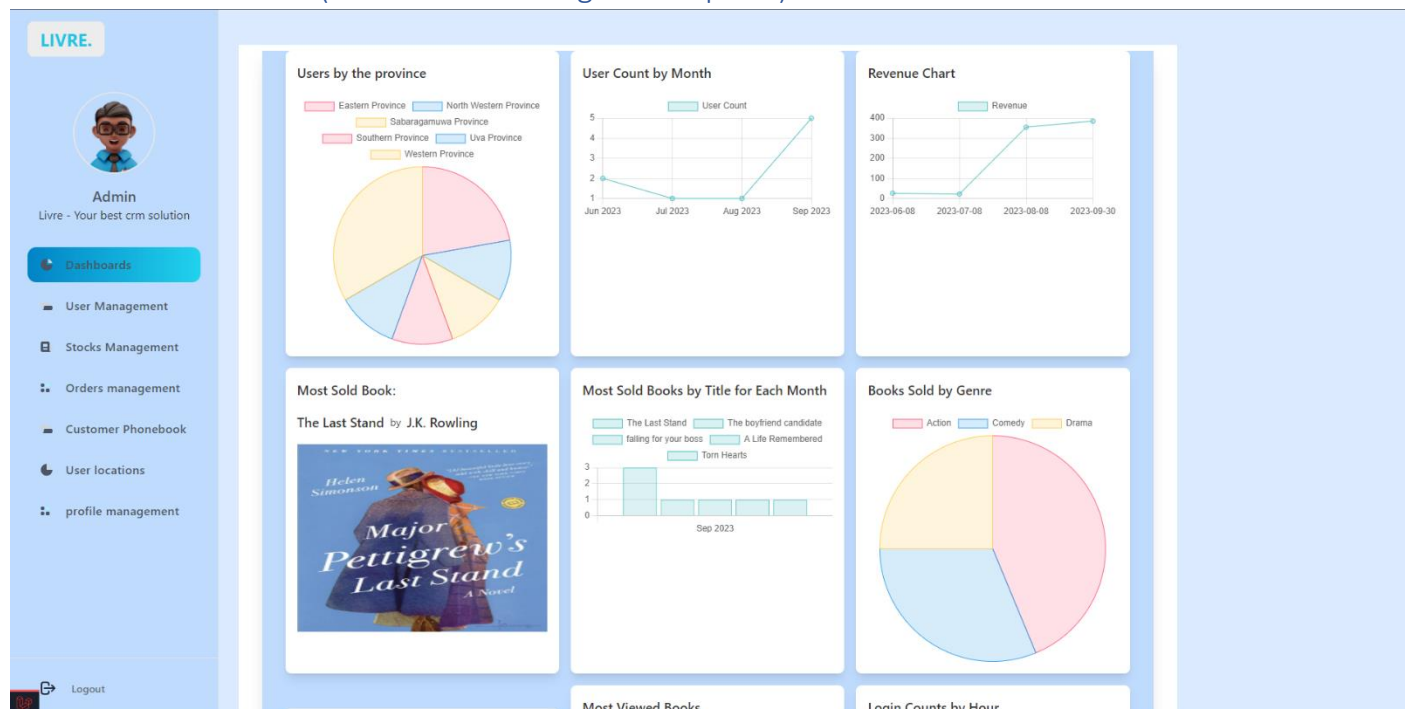 LIVRE.
Admin
Livre - Your best crm solution
Dashboards
User Management
Stocks Management
Orders management
Customer Phonebook
User locations
profile management
Logout
Users by the province
Eastern Province North Western Province
Sabaragamuwa Province
Southern Province Uva Province
Western Province
User Count by Month
User Count
5
4
3
2
1
Jun 2023 Jul 2023 Aug 2023 Sep 2023
Revenue Chart
Revenue
400
300
200
100
0
2023-06-08 2023-07-08 2023-08-08 2023-09-30
Most Sold Book:
The Last Stand by J.K. Rowling
NEW YORK TIMES BESTSELLER
Helen
Simonson
Major
Pettigrew's
Last Stand
A Novel
Most Sold Books by Title for Each Month
The Last Stand The boyfriend candidate
falling for your boss A Life Remembered
Torn Hearts
3
2
1
0
Sep 2023
Books Sold by Genre
Action Comedy Drama
Most Viewed Books
Login Counts by Hour